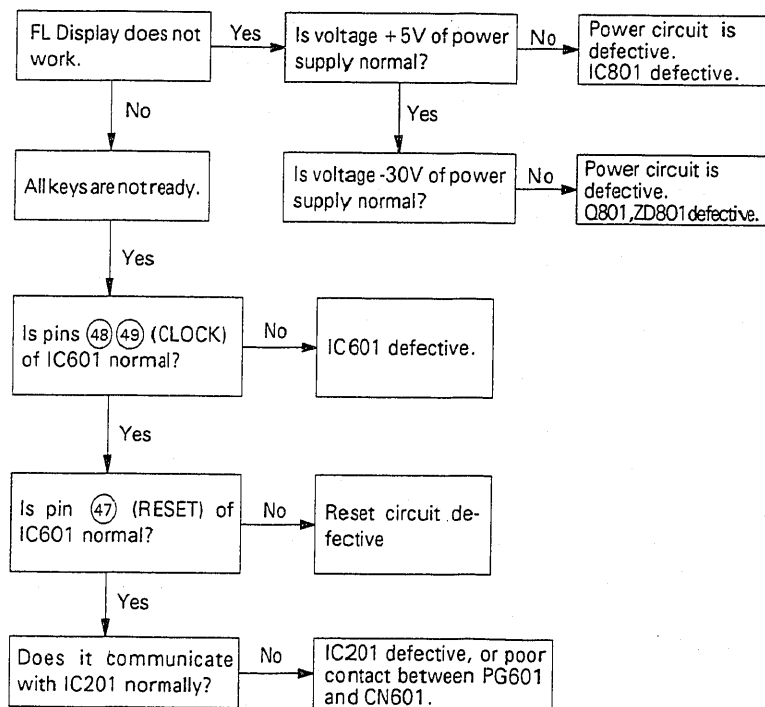 FL Display does not
work.
Yes
Is voltage +5V of power
supply normal?
No
Power circuit is
defective.
IC801 defective.
No
Yes
All keys are not ready.
Is voltage -30V of power
supply normal?
No
Power circuit is
defective.
Q801, ZD801 defective.
Yes
Is pins 48 49 (CLOCK)
of IC601 normal?
No
IC601 defective.
Yes
Is pin 47 (RESET) of
IC601 normal?
No
Reset circuit de-
fective
Yes
Does it communicate
with IC201 normally?
No
IC201 defective, or poor
contact between PG601
and CN601.